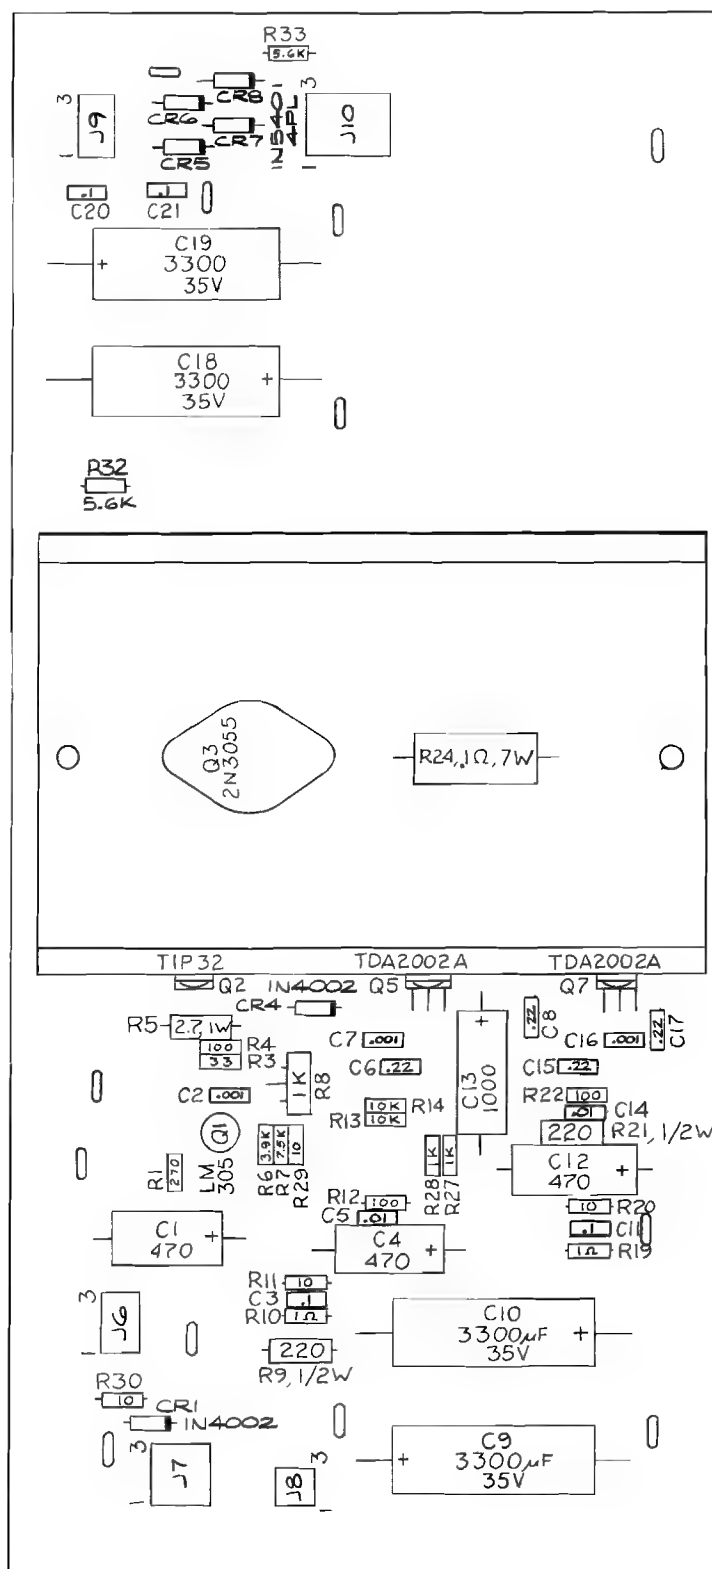 R33
5.6K
3
J9
1
CR8
CR6
CR7
CR5
IN5401
4PL
3
J10
1
.1
C20
.1
C21
C19
+ 3300
35V
C18
3300 +
35V
R32
5.6K
Q3
2N3055
R24, .1Ω, 7W
TIP32
TDA2002A
TDA2002A
Q2
IN4002
Q5
Q7
CR4
R5 2.7, 1W
100 R4
33 R3
C7 .001
C6 .22
+
C13
1000
.22
C8
C16 .001
.22
C17
C15 .22
C2 .001
1K
R8
10K R14
R13 10K
R22 100
.01 C14
220 R21, 1/2W
Q1
LM
305
R1
270
3.9K
7.5K
10
R6
R7
R29
1K
1K
R28
R27
C12
470 +
R12 100
C5 .01
10 R20
.1 C11
1Ω R19
C1
470 +
C4
470 +
R11 10
C3 .1
R10 1Ω
3
J6
1
220
R9, 1/2W
C10
3300µF +
35V
R30
10
CR1
IN4002
3
J7
1
J8
3
1
C9
+ 3300µF
35V